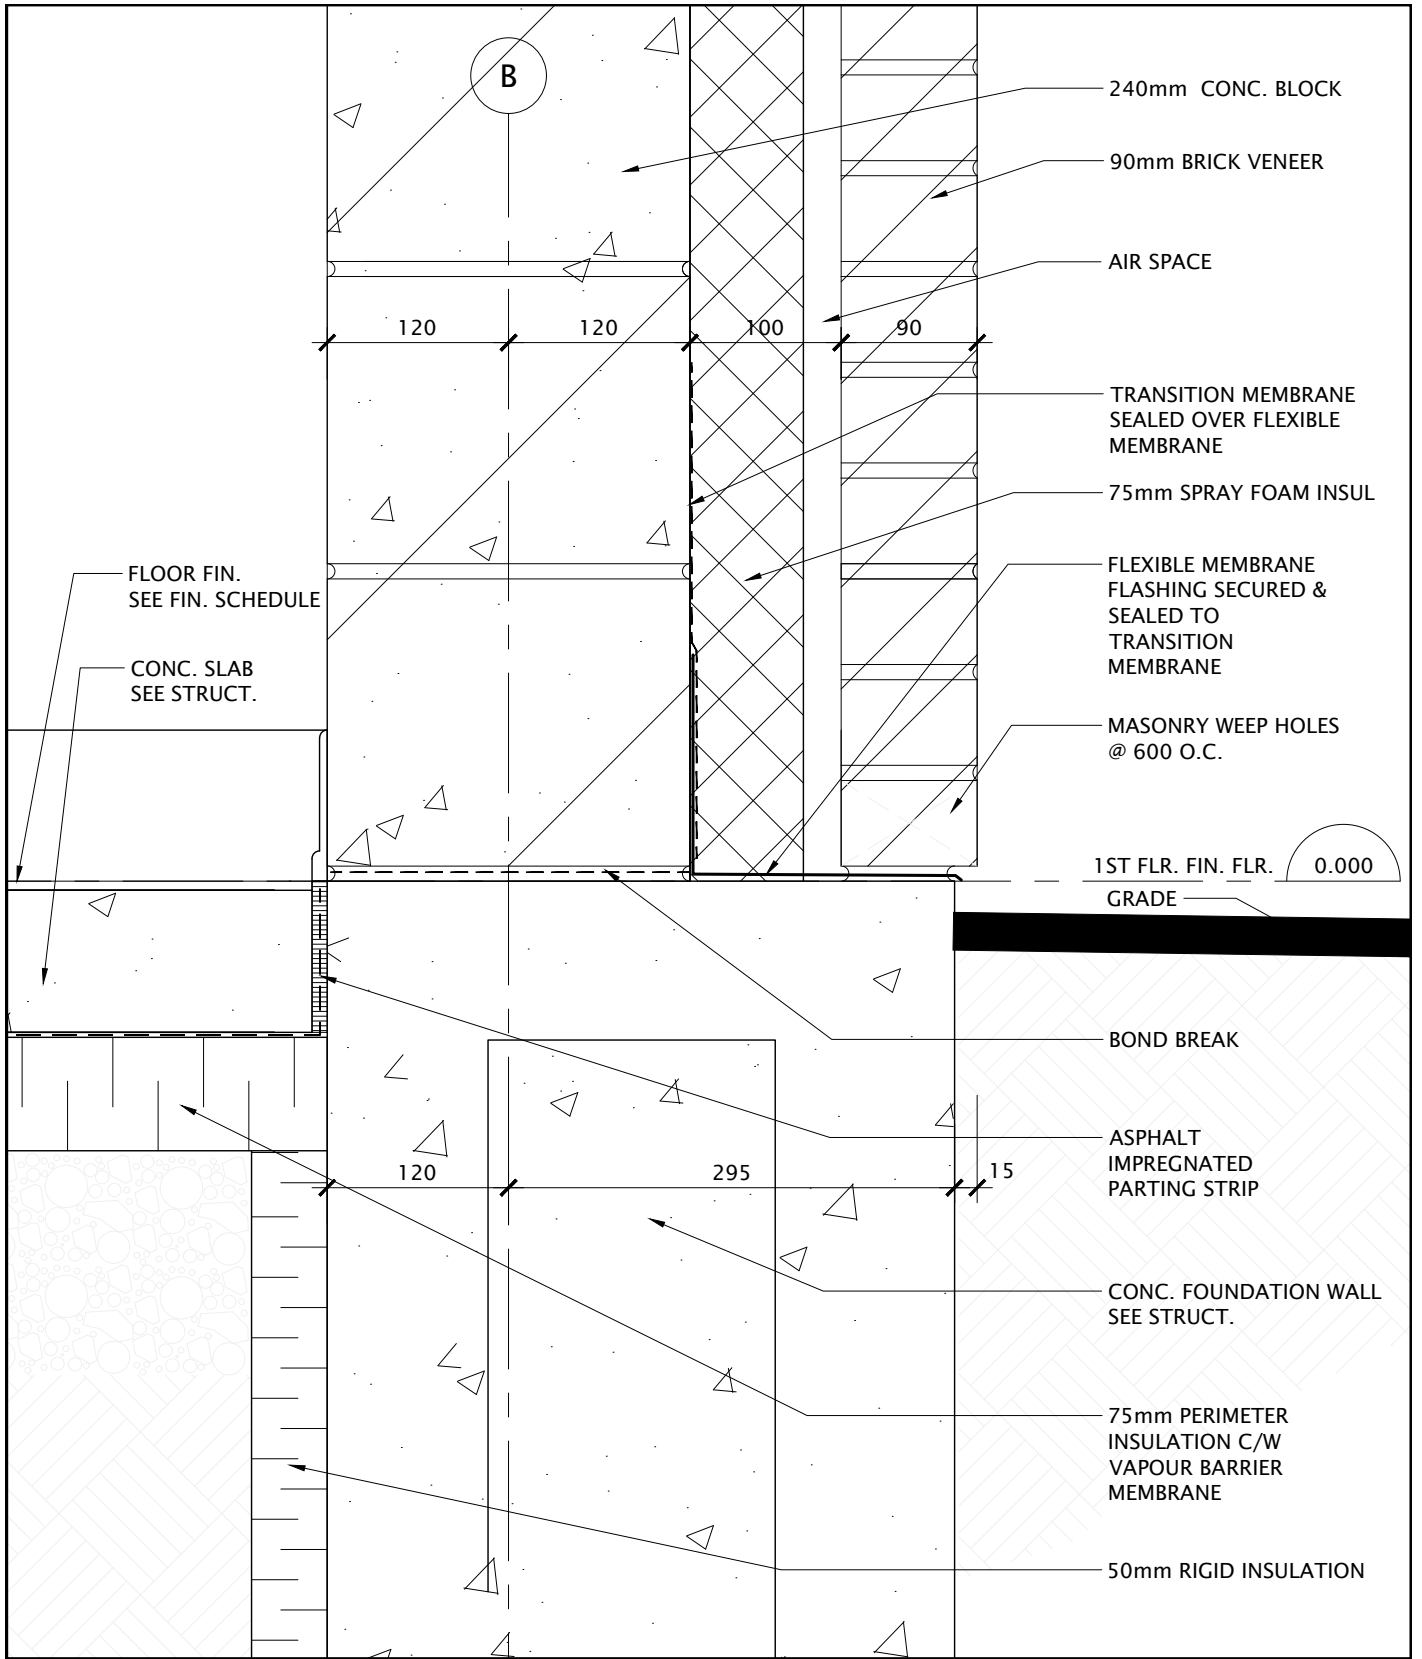 B
240mm CONC. BLOCK
90mm BRICK VENEER
AIR SPACE
120
120
100
90
TRANSITION MEMBRANE
SEALED OVER FLEXIBLE
MEMBRANE
75mm SPRAY FOAM INSUL
FLOOR FIN.
SEE FIN. SCHEDULE
FLEXIBLE MEMBRANE
FLASHING SECURED &
SEALED TO
TRANSITION
MEMBRANE
CONC. SLAB
SEE STRUCT.
MASONRY WEEP HOLES
@ 600 O.C.
1ST FLR. FIN. FLR.
0.000
GRADE
BOND BREAK
ASPHALT
IMPREGNATED
PARTING STRIP
120
295
15
CONC. FOUNDATION WALL
SEE STRUCT.
75mm PERIMETER
INSULATION C/W
VAPOUR BARRIER
MEMBRANE
50mm RIGID INSULATION